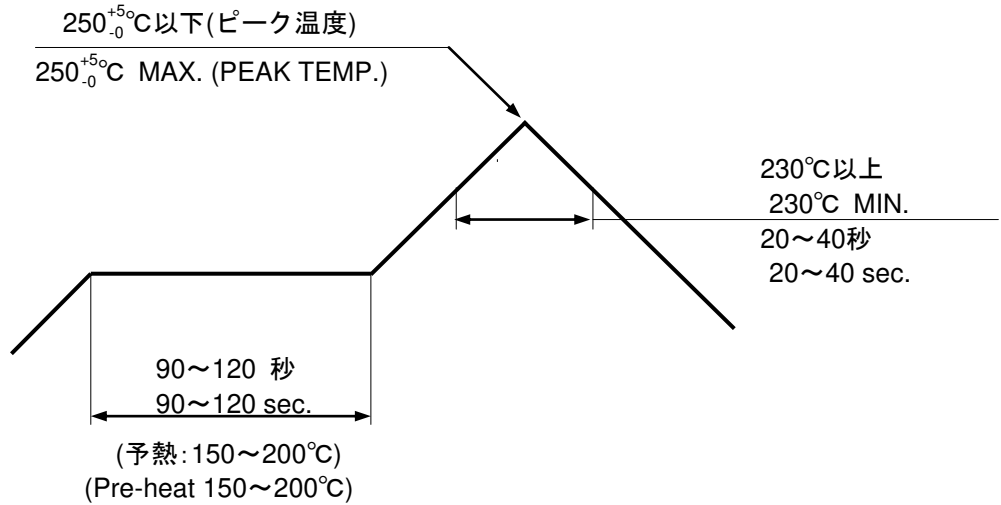 250+5-0℃以下(ピーク温度)
250+5-0℃ MAX. (PEAK TEMP.)
230℃以上
230℃ MIN.
20～40秒
20～40 sec.
90～120 秒
90～120 sec.
(予熱:150～200℃)
(Pre-heat 150～200℃)